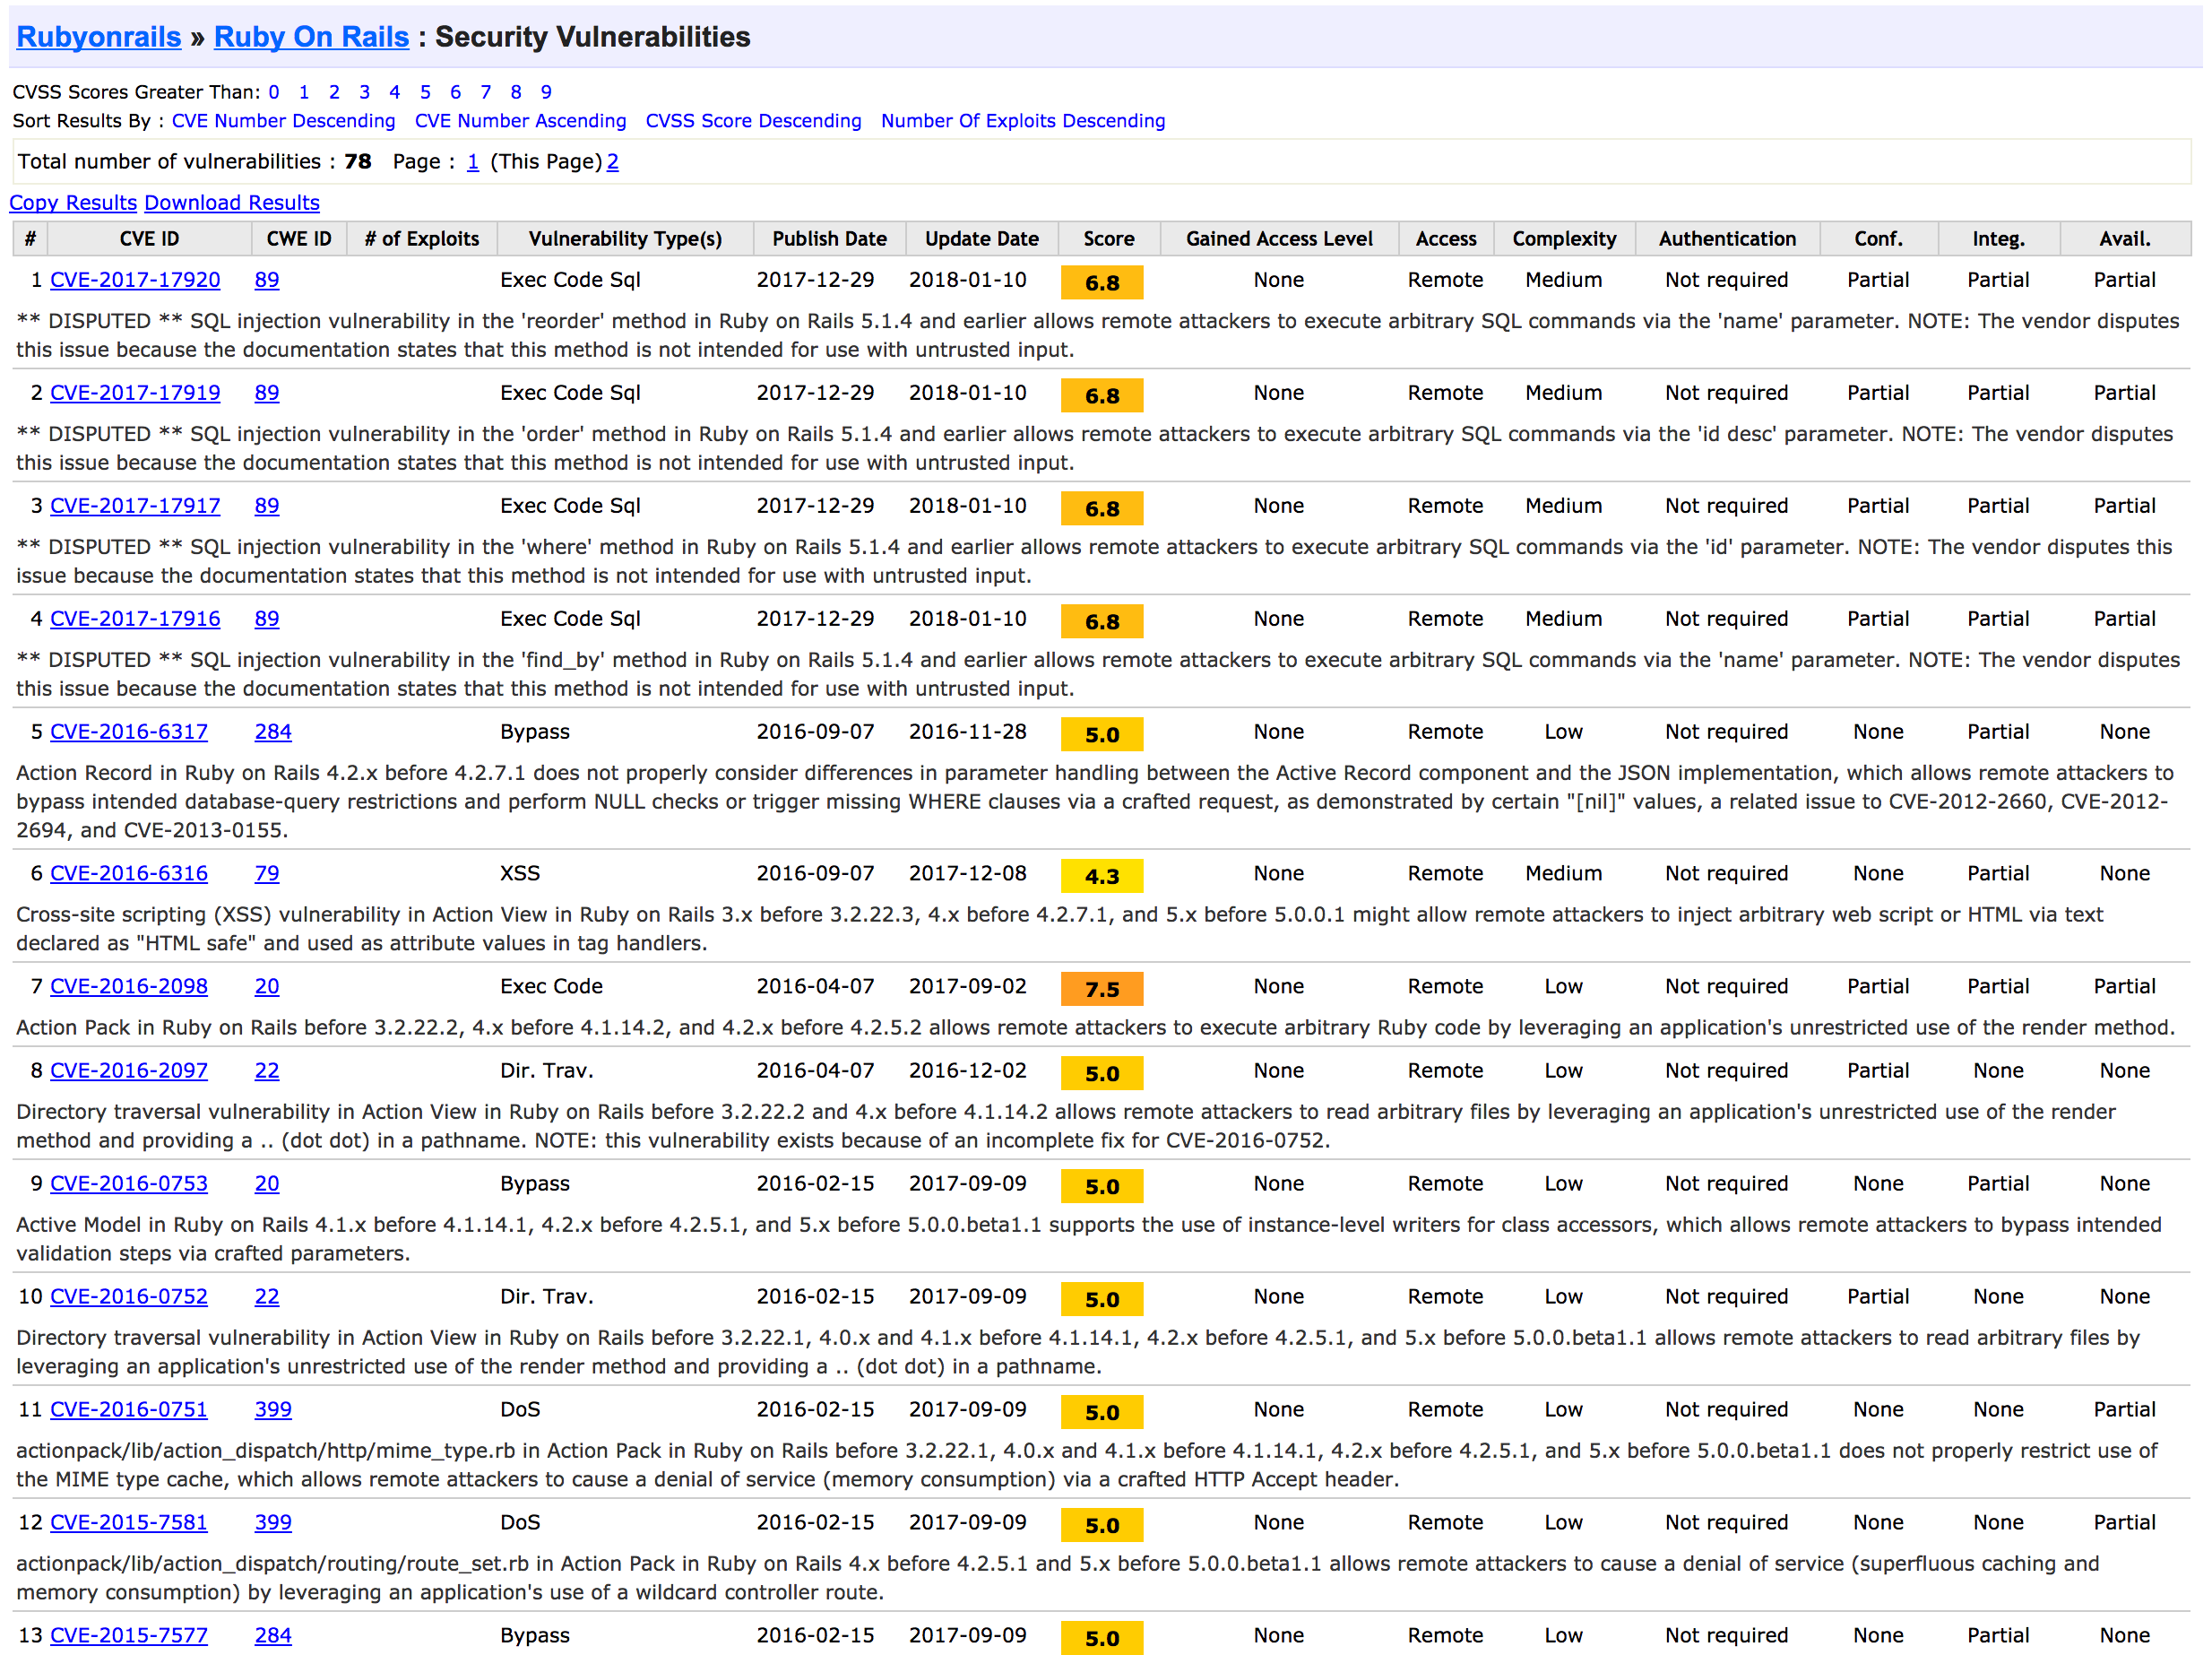 Rubyonrails » Ruby On Rails : Security Vulnerabilities
CVSS Scores Greater Than: 0 1 2 3 4 5 6 7 8 9
Sort Results By : CVE Number Descending CVE Number Ascending CVSS Score Descending Number Of Exploits Descending
Total number of vulnerabilities : 78 Page : 1 (This Page) 2
Copy Results Download Results
# CVE ID CWE ID # of Exploits Vulnerability Type(s) Publish Date Update Date Score Gained Access Level Access Complexity Authentication Conf. Integ. Avail.
1 CVE-2017-17920 89 Exec Code Sql 2017-12-29 2018-01-10 6.8 None Remote Medium Not required Partial Partial Partial
** DISPUTED ** SQL injection vulnerability in the 'reorder' method in Ruby on Rails 5.1.4 and earlier allows remote attackers to execute arbitrary SQL commands via the 'name' parameter. NOTE: The vendor disputes
this issue because the documentation states that this method is not intended for use with untrusted input.
2 CVE-2017-17919 89 Exec Code Sql 2017-12-29 2018-01-10 6.8 None Remote Medium Not required Partial Partial Partial
** DISPUTED ** SQL injection vulnerability in the 'order' method in Ruby on Rails 5.1.4 and earlier allows remote attackers to execute arbitrary SQL commands via the 'id desc' parameter. NOTE: The vendor disputes
this issue because the documentation states that this method is not intended for use with untrusted input.
3 CVE-2017-17917 89 Exec Code Sql 2017-12-29 2018-01-10 6.8 None Remote Medium Not required Partial Partial Partial
** DISPUTED ** SQL injection vulnerability in the 'where' method in Ruby on Rails 5.1.4 and earlier allows remote attackers to execute arbitrary SQL commands via the 'id' parameter. NOTE: The vendor disputes this
issue because the documentation states that this method is not intended for use with untrusted input.
4 CVE-2017-17916 89 Exec Code Sql 2017-12-29 2018-01-10 6.8 None Remote Medium Not required Partial Partial Partial
** DISPUTED ** SQL injection vulnerability in the 'find_by' method in Ruby on Rails 5.1.4 and earlier allows remote attackers to execute arbitrary SQL commands via the 'name' parameter. NOTE: The vendor disputes
this issue because the documentation states that this method is not intended for use with untrusted input.
5 CVE-2016-6317 284 Bypass 2016-09-07 2016-11-28 5.0 None Remote Low Not required None Partial None
Action Record in Ruby on Rails 4.2.x before 4.2.7.1 does not properly consider differences in parameter handling between the Active Record component and the JSON implementation, which allows remote attackers to
bypass intended database-query restrictions and perform NULL checks or trigger missing WHERE clauses via a crafted request, as demonstrated by certain "[nil]" values, a related issue to CVE-2012-2660, CVE-2012-
2694, and CVE-2013-0155.
6 CVE-2016-6316 79 XSS 2016-09-07 2017-12-08 4.3 None Remote Medium Not required None Partial None
Cross-site scripting (XSS) vulnerability in Action View in Ruby on Rails 3.x before 3.2.22.3, 4.x before 4.2.7.1, and 5.x before 5.0.0.1 might allow remote attackers to inject arbitrary web script or HTML via text
declared as "HTML safe" and used as attribute values in tag handlers.
7 CVE-2016-2098 20 Exec Code 2016-04-07 2017-09-02 7.5 None Remote Low Not required Partial Partial Partial
Action Pack in Ruby on Rails before 3.2.22.2, 4.x before 4.1.14.2, and 4.2.x before 4.2.5.2 allows remote attackers to execute arbitrary Ruby code by leveraging an application's unrestricted use of the render method.
8 CVE-2016-2097 22 Dir. Trav. 2016-04-07 2016-12-02 5.0 None Remote Low Not required Partial None None
Directory traversal vulnerability in Action View in Ruby on Rails before 3.2.22.2 and 4.x before 4.1.14.2 allows remote attackers to read arbitrary files by leveraging an application's unrestricted use of the render
method and providing a .. (dot dot) in a pathname. NOTE: this vulnerability exists because of an incomplete fix for CVE-2016-0752.
9 CVE-2016-0753 20 Bypass 2016-02-15 2017-09-09 5.0 None Remote Low Not required None Partial None
Active Model in Ruby on Rails 4.1.x before 4.1.14.1, 4.2.x before 4.2.5.1, and 5.x before 5.0.0.beta1.1 supports the use of instance-level writers for class accessors, which allows remote attackers to bypass intended
validation steps via crafted parameters.
10 CVE-2016-0752 22 Dir. Trav. 2016-02-15 2017-09-09 5.0 None Remote Low Not required Partial None None
Directory traversal vulnerability in Action View in Ruby on Rails before 3.2.22.1, 4.0.x and 4.1.x before 4.1.14.1, 4.2.x before 4.2.5.1, and 5.x before 5.0.0.beta1.1 allows remote attackers to read arbitrary files by
leveraging an application's unrestricted use of the render method and providing a .. (dot dot) in a pathname.
11 CVE-2016-0751 399 DoS 2016-02-15 2017-09-09 5.0 None Remote Low Not required None None Partial
actionpack/lib/action_dispatch/http/mime_type.rb in Action Pack in Ruby on Rails before 3.2.22.1, 4.0.x and 4.1.x before 4.1.14.1, 4.2.x before 4.2.5.1, and 5.x before 5.0.0.beta1.1 does not properly restrict use of
the MIME type cache, which allows remote attackers to cause a denial of service (memory consumption) via a crafted HTTP Accept header.
12 CVE-2015-7581 399 DoS 2016-02-15 2017-09-09 5.0 None Remote Low Not required None None Partial
actionpack/lib/action_dispatch/routing/route_set.rb in Action Pack in Ruby on Rails 4.x before 4.2.5.1 and 5.x before 5.0.0.beta1.1 allows remote attackers to cause a denial of service (superfluous caching and
memory consumption) by leveraging an application's use of a wildcard controller route.
13 CVE-2015-7577 284 Bypass 2016-02-15 2017-09-09 5.0 None Remote Low Not required None Partial None